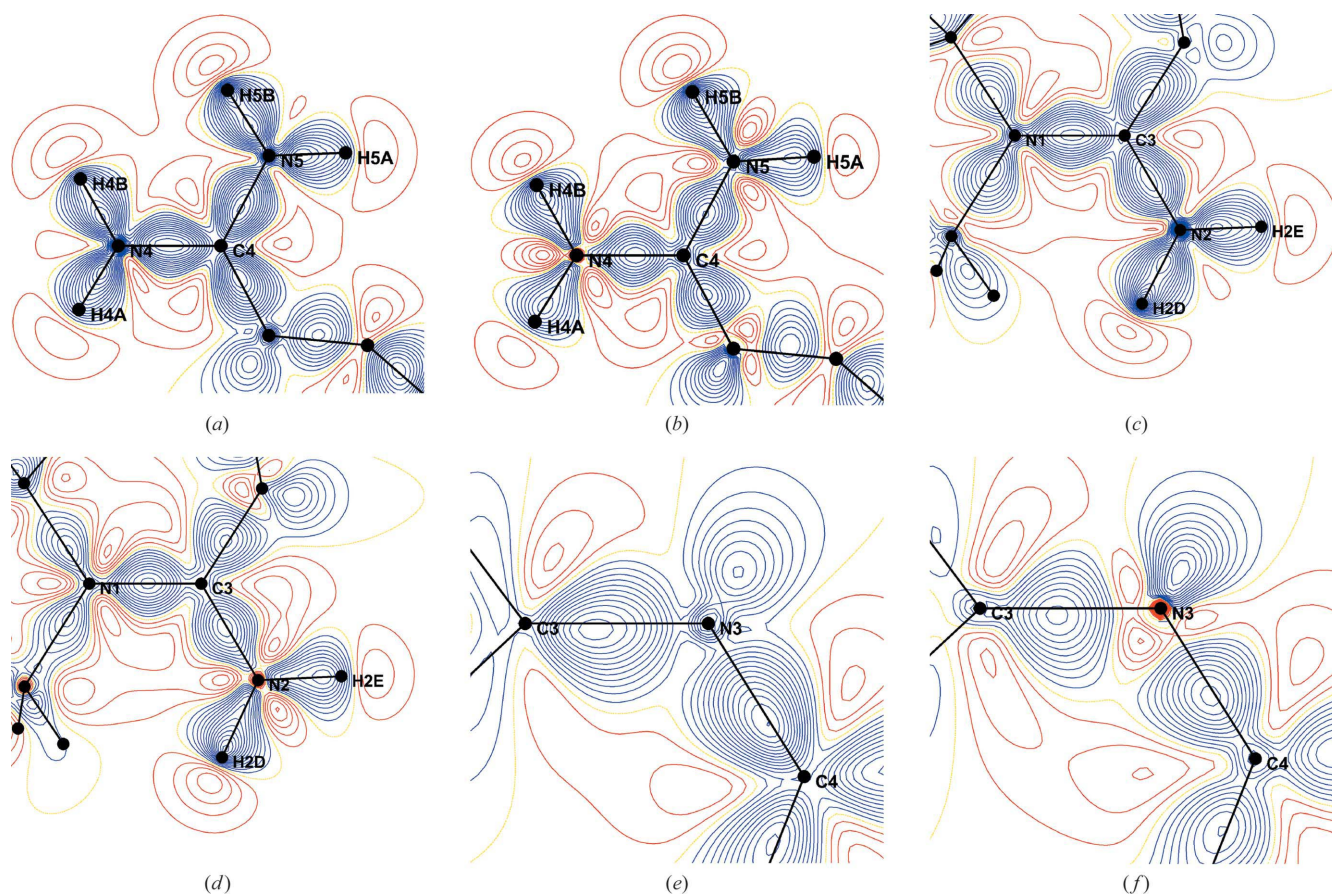 H5B
N5
H5A
H4B
N4
C4
H4A
(a)
H5B
N5
H5A
H4B
N4
C4
H4A
(b)
N1
C3
N2
H2E
H2D
(c)
N1
C3
N2
H2E
H2D
(d)
C3
N3
C4
(e)
C3
N3
C4
(f)